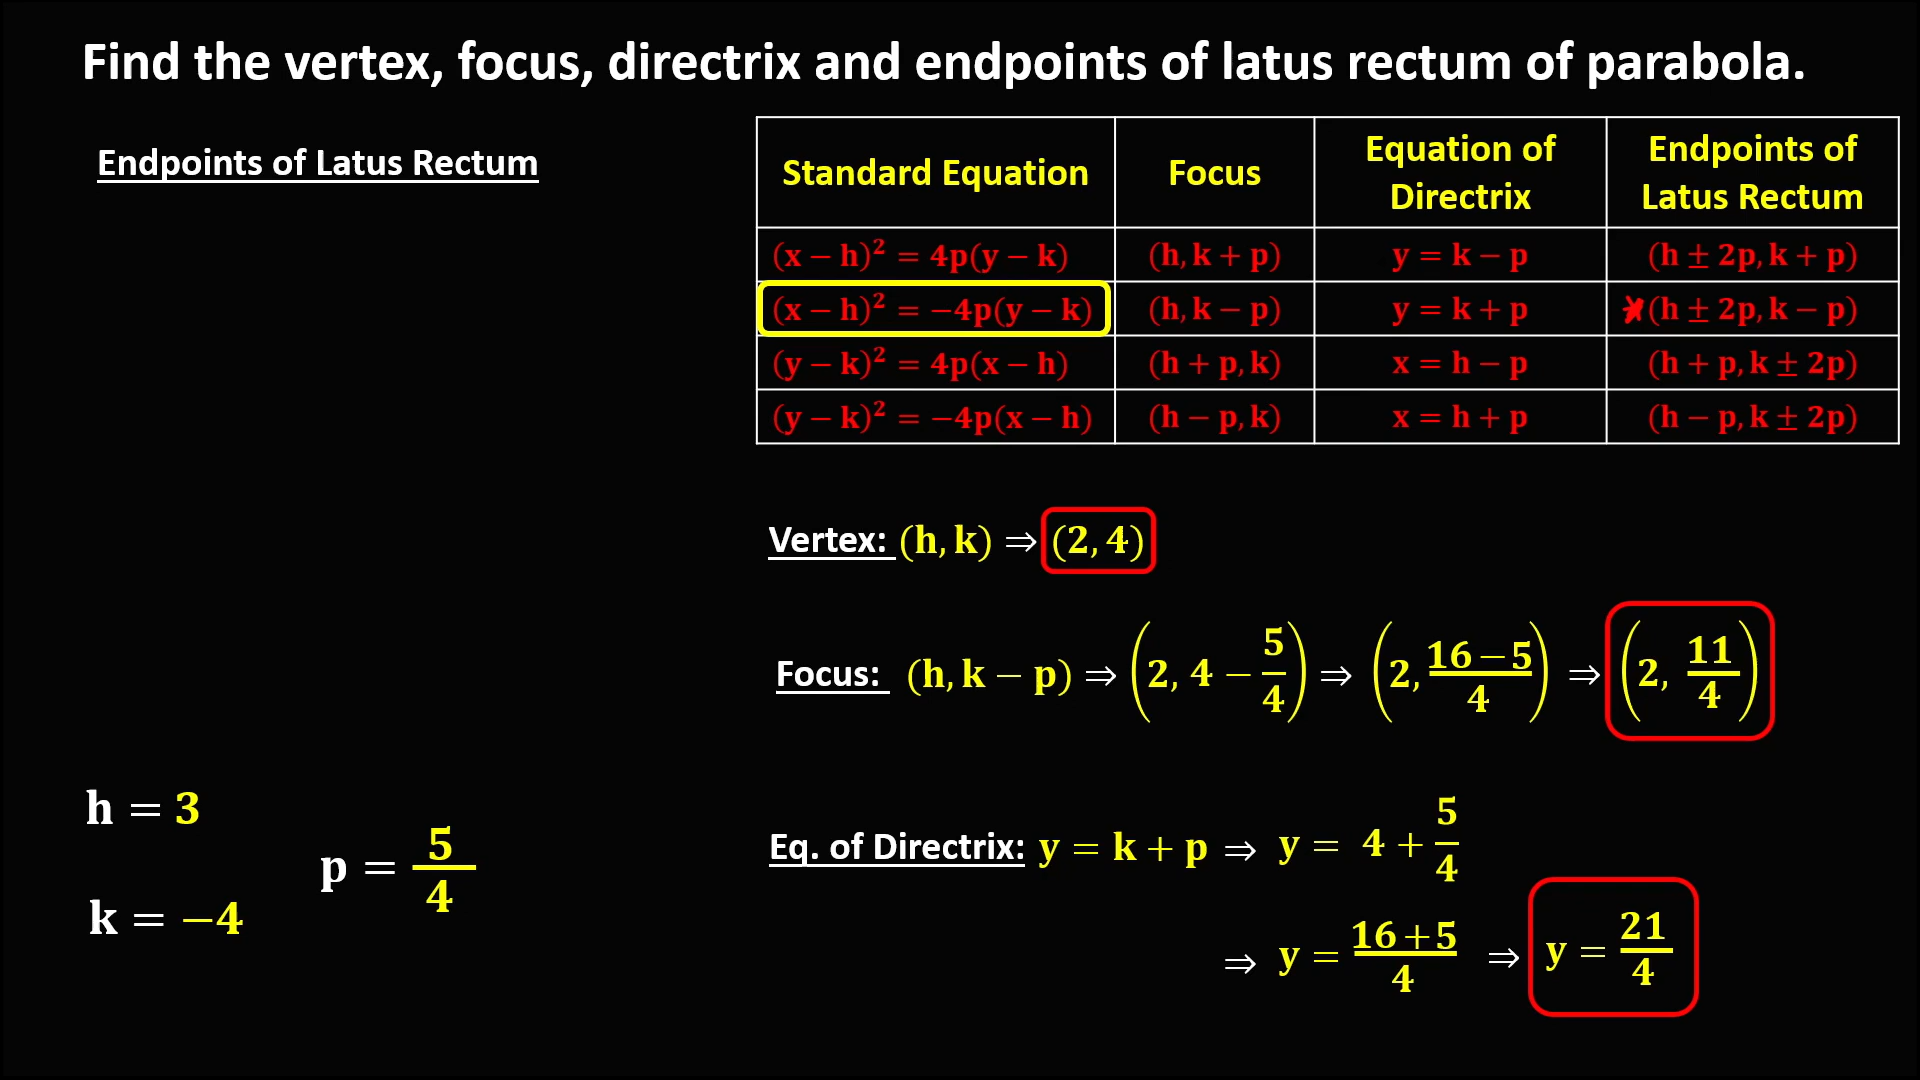 Find the vertex, focus, directrix and endpoints of latus rectum of parabola.
Endpoints of Latus Rectum
Standard Equation | Focus | Equation of Directrix | Endpoints of Latus Rectum
(x − h)² = 4p(y − k) | (h, k + p) | y = k − p | (h ± 2p, k + p)
(x − h)² = −4p(y − k) | (h, k − p) | y = k + p | (h ± 2p, k − p)
(y − k)² = 4p(x − h) | (h + p, k) | x = h − p | (h + p, k ± 2p)
(y − k)² = −4p(x − h) | (h − p, k) | x = h + p | (h − p, k ± 2p)
Vertex: (h, k) ⇒ (2, 4)
Focus: (h, k − p) ⇒ (2, 4 − 5/4) ⇒ (2, 16 − 5/4) ⇒ (2, 11/4)
h = 3
k = −4
p = 5/4
Eq. of Directrix: y = k + p ⇒ y = 4 + 5/4
⇒ y = 16 + 5/4 ⇒ y = 21/4